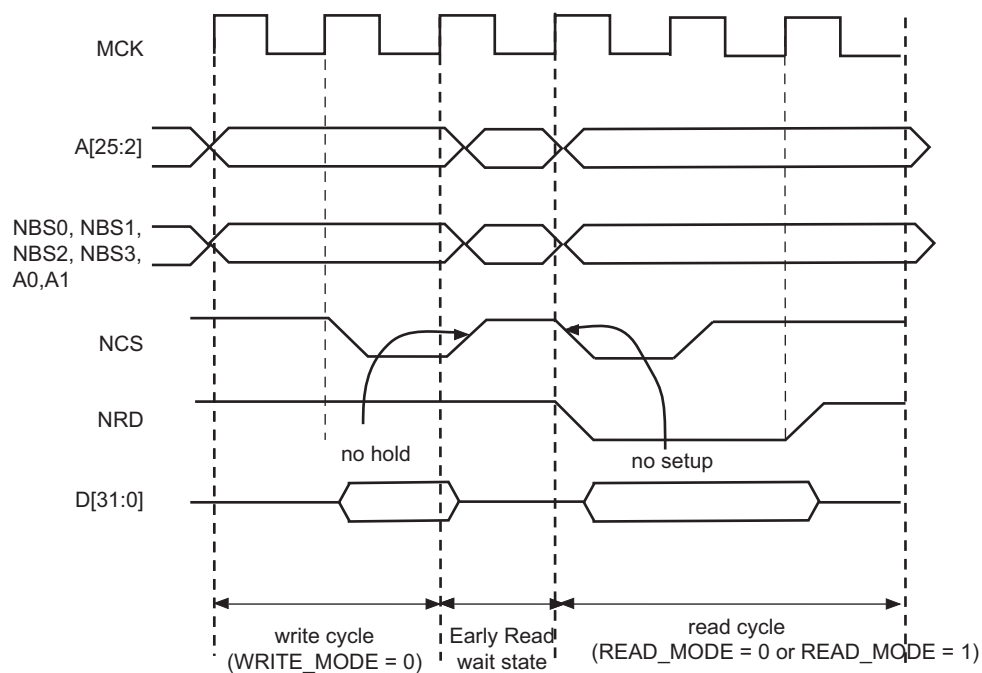 MCK
A[25:2]
NBS0, NBS1,
NBS2, NBS3,
A0,A1
NCS
NRD
no hold
no setup
D[31:0]
write cycle
(WRITE_MODE = 0)
Early Read
wait state
read cycle
(READ_MODE = 0 or READ_MODE = 1)